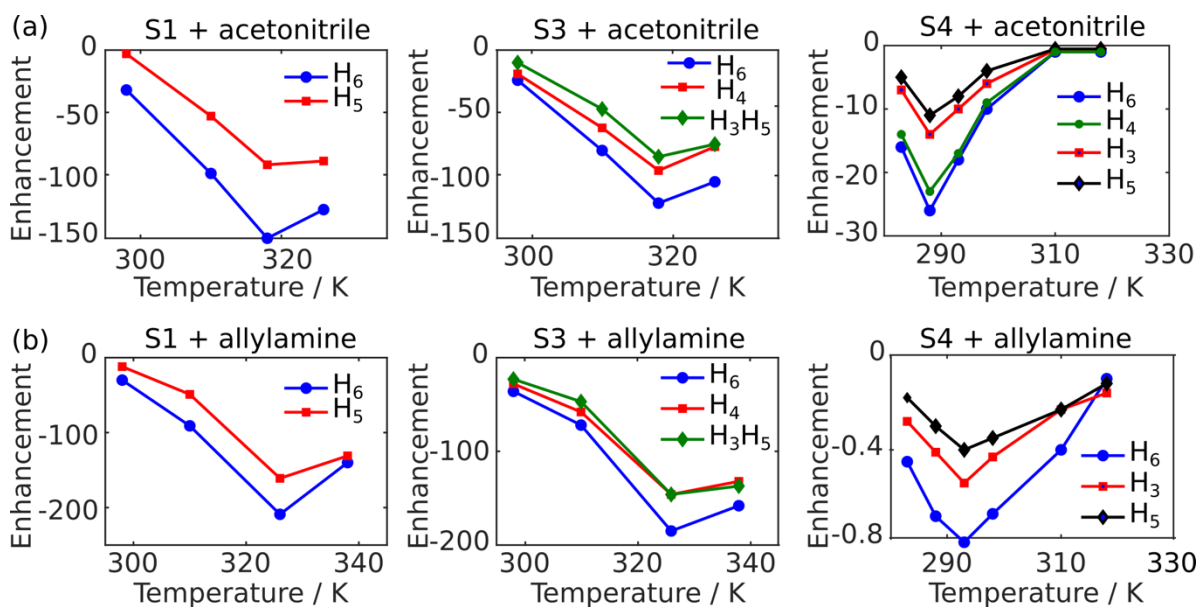 (a)
S1 + acetonitrile
Enhancement
0
-50
-100
-150
300
320
Temperature / K
H6
H5
S3 + acetonitrile
Enhancement
0
-50
-100
-150
300
320
Temperature / K
H6
H4
H3H5
S4 + acetonitrile
Enhancement
0
-10
-20
-30
290
310
330
Temperature / K
H6
H4
H3
H5
(b)
S1 + allylamine
Enhancement
0
-100
-200
300
320
340
Temperature / K
H6
H5
S3 + allylamine
Enhancement
0
-100
-200
300
320
340
Temperature / K
H6
H4
H3H5
S4 + allylamine
Enhancement
0
-0.4
-0.8
290
310
330
Temperature / K
H6
H3
H5